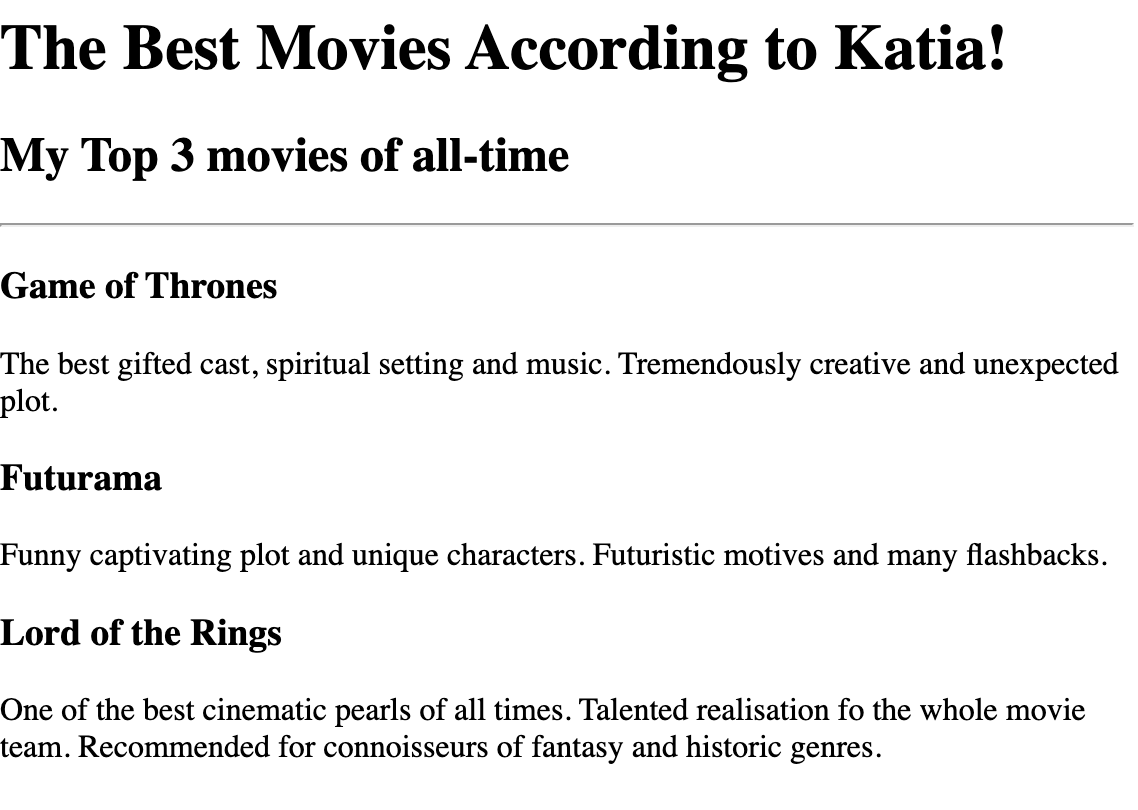 The Best Movies According to Katia!
My Top 3 movies of all-time
Game of Thrones
The best gifted cast, spiritual setting and music. Tremendously creative and unexpected
plot.
Futurama
Funny captivating plot and unique characters. Futuristic motives and many flashbacks.
Lord of the Rings
One of the best cinematic pearls of all times. Talented realisation fo the whole movie
team. Recommended for connoisseurs of fantasy and historic genres.